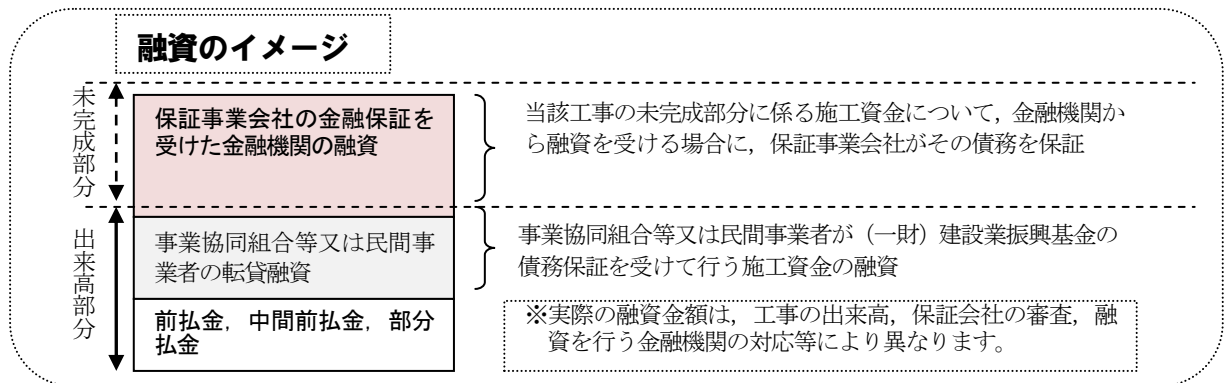 融資のイメージ
未完成部分
保証事業会社の金融保証を
受けた金融機関の融資
当該工事の未完成部分に係る施工資金について，金融機関か
ら融資を受ける場合に，保証事業会社がその債務を保証
出来高部分
事業協同組合等又は民間事
業者の転貸融資
事業協同組合等又は民間事業者が（一財）建設業振興基金の
債務保証を受けて行う施工資金の融資
前払金，中間前払金，部分
払金
※実際の融資金額は，工事の出来高，保証会社の審査，融
資を行う金融機関の対応等により異なります。